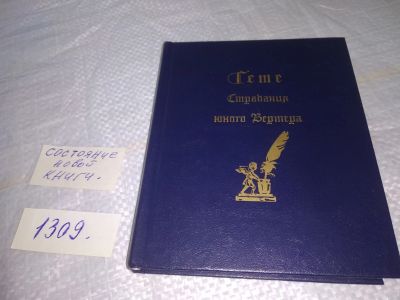 Гете
Страдания
юного Вертера
СОСТОЯНИЕ
НОВОЙ
КНИГИ.
1309.